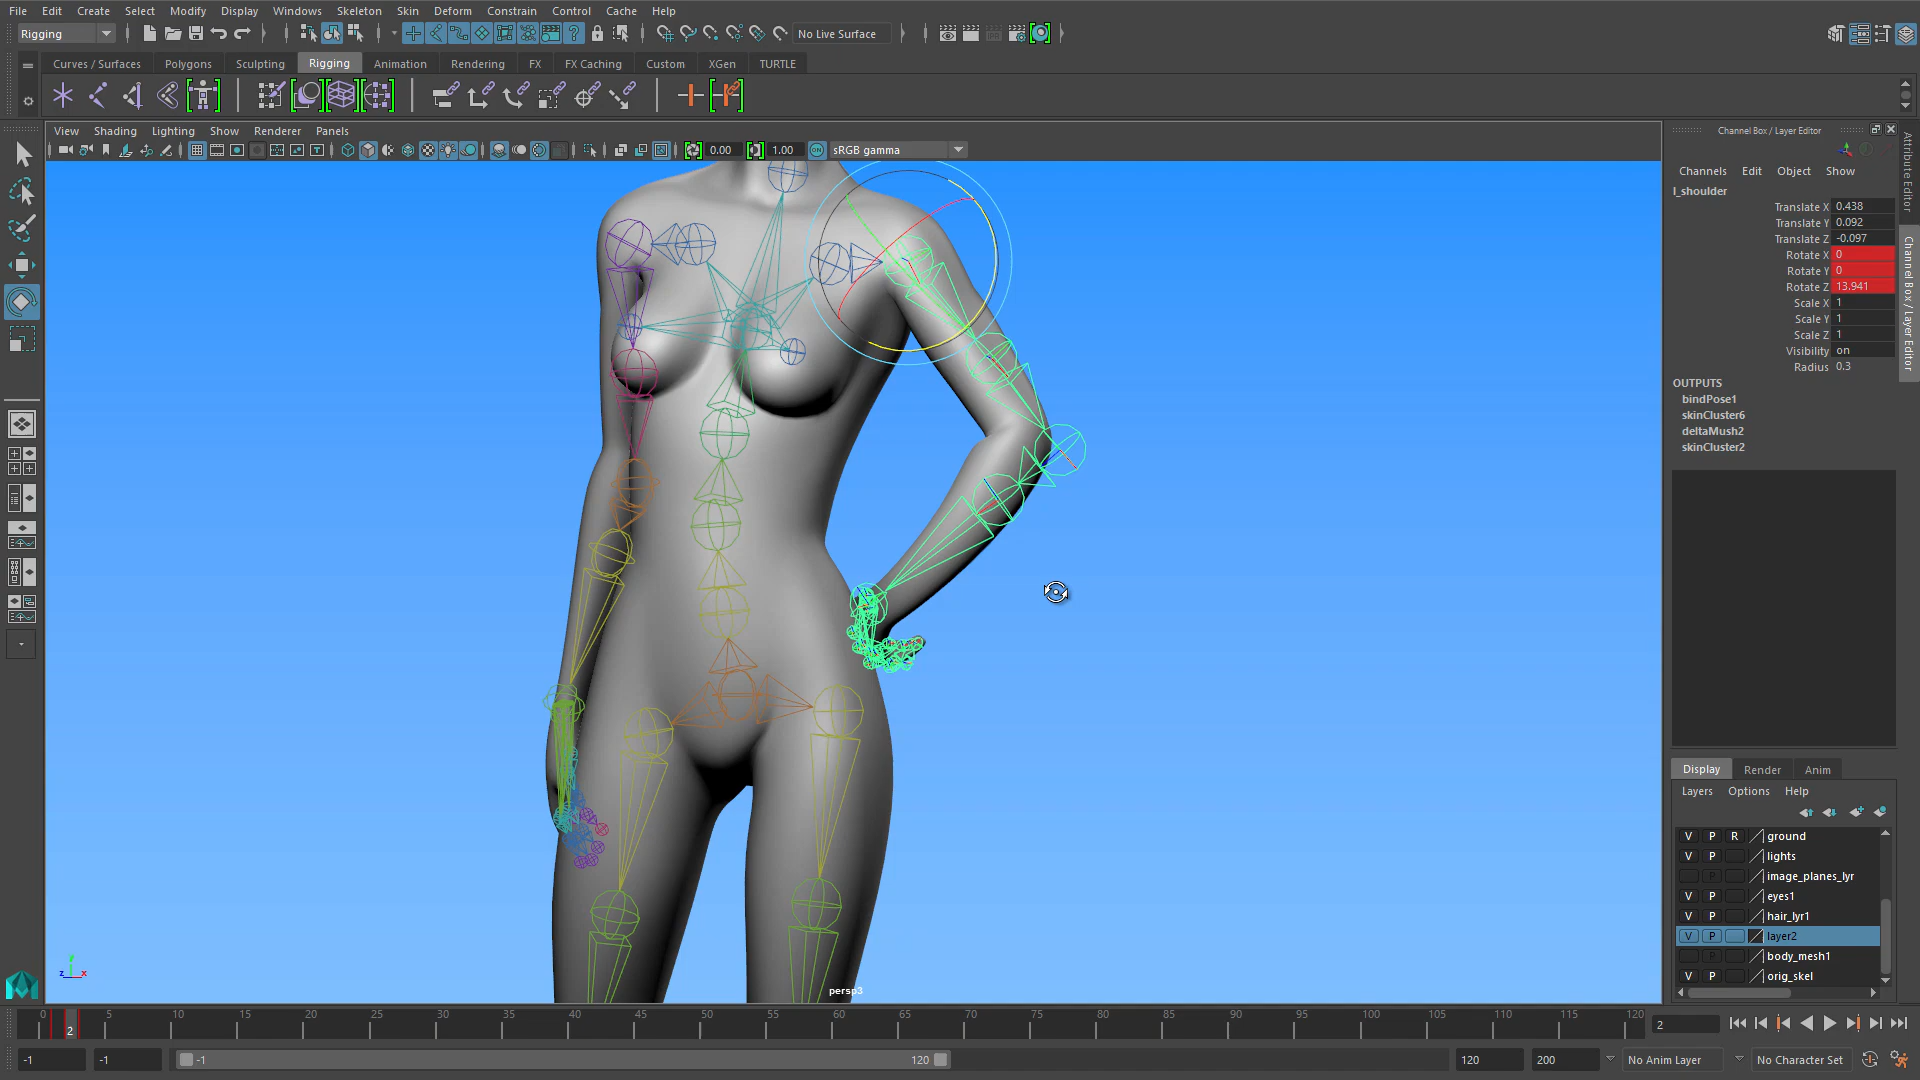 File Edit Create Select Modify Display Windows Skeleton Skin Deform Constrain Control Cache Help
Rigging
No Live Surface
Curves / Surfaces Polygons Sculpting Rigging Animation Rendering FX FX Caching Custom XGen TURTLE
View Shading Lighting Show Renderer Panels
0.00 1.00 ON sRGB gamma
Channel Box / Layer Editor
Channels Edit Object Show
l_shoulder
Translate X 0.438
Translate Y 0.092
Translate Z -0.097
Rotate X 0
Rotate Y 0
Rotate Z 13.941
Scale X 1
Scale Y 1
Scale Z 1
Visibility on
Radius 0.3
OUTPUTS
bindPose1
skinCluster6
deltaMush2
skinCluster2
Attribute Editor
Channel Box / Layer Editor
Display Render Anim
Layers Options Help
V P R ground
V P lights
P image_planes_lyr
V P eyes1
V P hair_lyr1
V P layer2
P body_mesh1
V P orig_skel
y z x
persp3
0 5 10 15 20 25 30 35 40 45 50 55 60 65 70 75 80 85 90 95 100 105 110 115 120
2
2
-1 -1 -1 120 120 200 No Anim Layer No Character Set